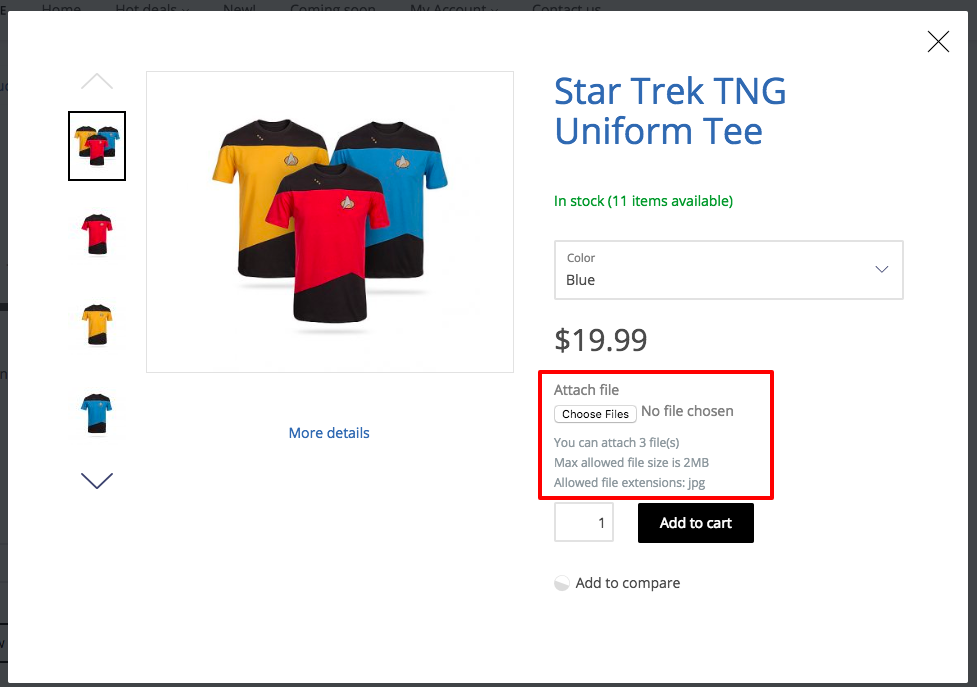 Home Hot deals New! Coming soon My Account Contact us
Star Trek TNG
Uniform Tee
In stock (11 items available)
Color
Blue
$19.99
Attach file
Choose Files No file chosen
You can attach 3 file(s)
Max allowed file size is 2MB
Allowed file extensions: jpg
More details
1 Add to cart
Add to compare